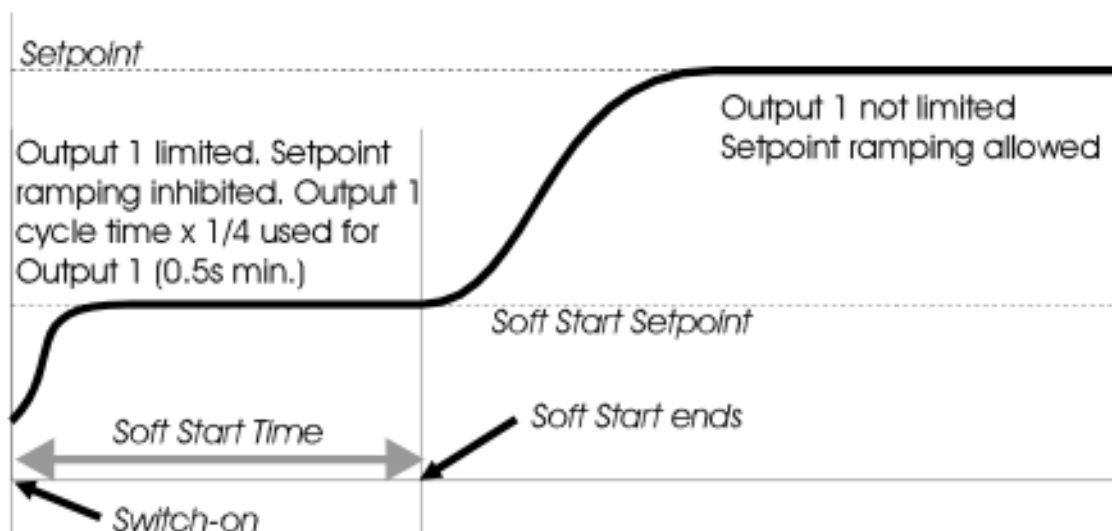 Setpoint
Output 1 not limited
Setpoint ramping allowed
Output 1 limited. Setpoint
ramping inhibited. Output 1
cycle time x 1/4 used for
Output 1 (0.5s min.)
Soft Start Setpoint
Soft Start Time
Soft Start ends
Switch-on